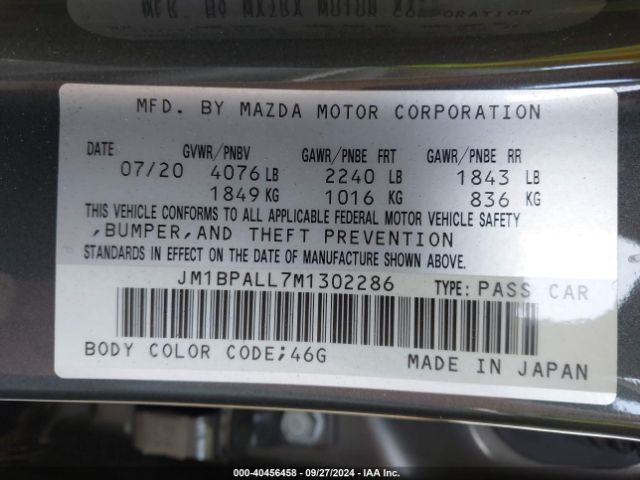 MFD. BY MAZDA MOTOR CORPORATION
DATE GVWR/PNBV GAWR/PNBE FRT GAWR/PNBE RR
07/20 4076 LB 2240 LB 1843 LB
1849 KG 1016 KG 836 KG
THIS VEHICLE CONFORMS TO ALL APPLICABLE FEDERAL MOTOR VEHICLE SAFETY
,BUMPER,AND THEFT PREVENTION
STANDARDS IN EFFECT ON THE DATE OF MANUFACTURE SHOWN ABOVE.
JM1BPALL7M1302286 TYPE: PASS CAR
BODY COLOR CODE;46G MADE IN JAPAN
000-40456458 - 09/27/2024 - IAA Inc.